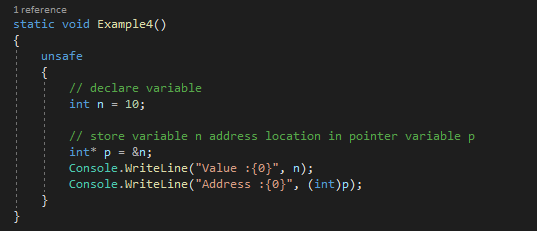 1 reference
static void Example4()
{
unsafe
{
// declare variable
int n = 10;
// store variable n address location in pointer variable p
int* p = &n;
Console.WriteLine("Value :{0}", n);
Console.WriteLine("Address :{0}", (int)p);
}
}